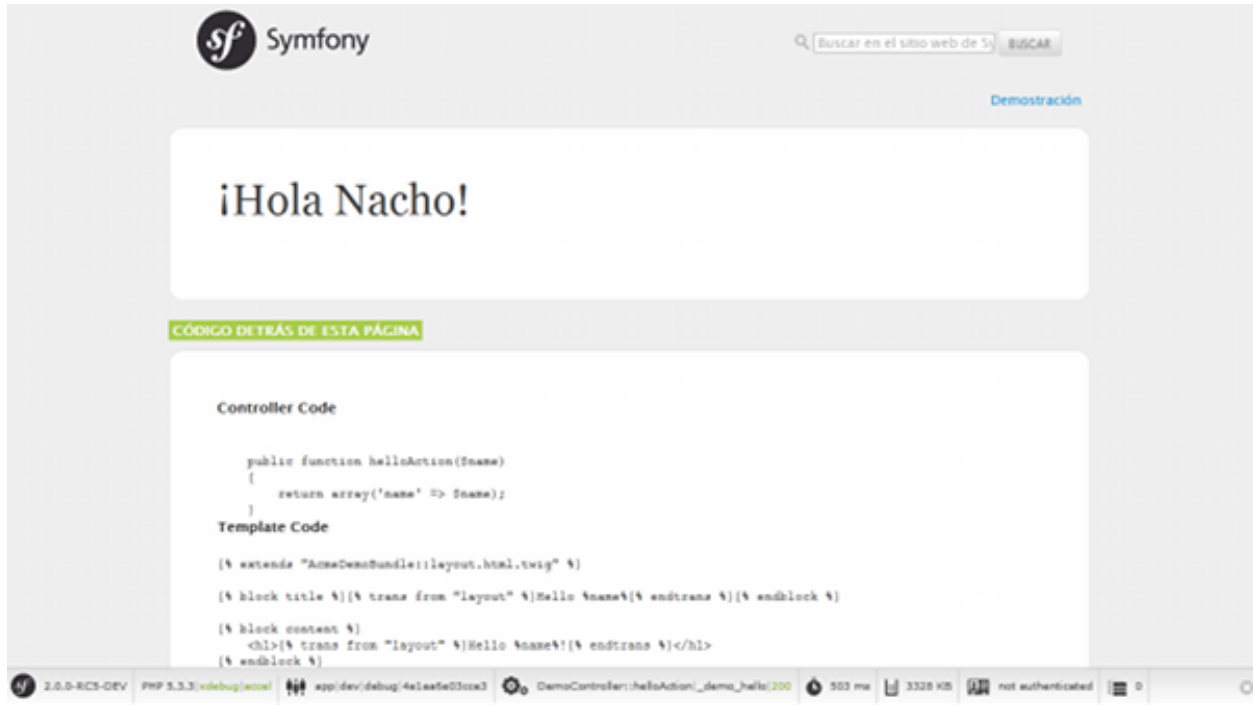 sf Symfony
Buscar en el sitio web de Sy BUSCAR
Demostración
¡Hola Nacho!
CÓDIGO DETRÁS DE ESTA PÁGINA
Controller Code
public function helloAction($name)
{
return array('name' => $name);
}
Template Code
{% extends "AcmeDemoBundle::layout.html.twig" %}
{% block title %}{% trans from "layout" %}Hello %name%{% endtrans %}{% endblock %}
{% block content %}
<h1>{% trans from "layout" %}Hello %name%!{% endtrans %}</h1>
{% endblock %}
sf 2.0.0-RC5-DEV PHP 5.3.3|xdebug|accel app|dev|debug| DemoController::helloAction|_demo_hello|200 503 ms 3328 KB not authenticated 0